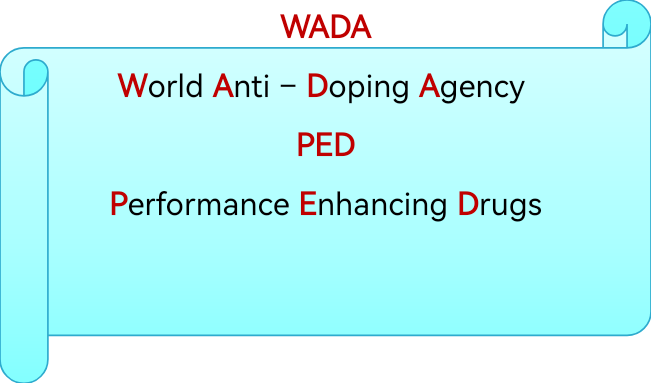 WADA
World Anti – Doping Agency
PED
Performance Enhancing Drugs